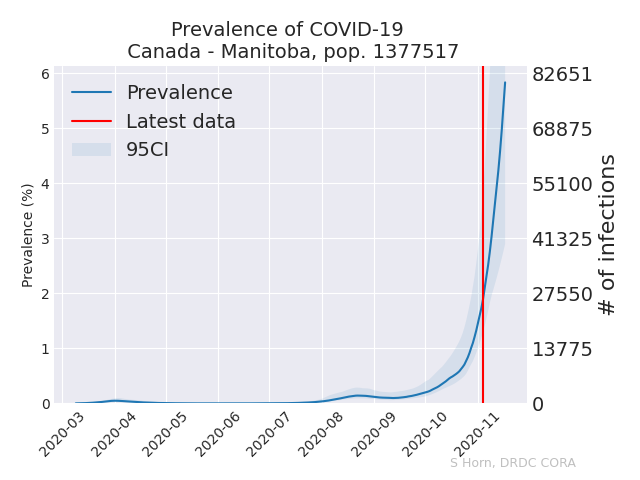 Prevalence of COVID-19
Canada - Manitoba, pop. 1377517
Prevalence
Latest data
95CI
Prevalence (%)
6
5
4
3
2
1
0
82651
68875
55100
41325
27550
13775
0
# of infections
2020-03
2020-04
2020-05
2020-06
2020-07
2020-08
2020-09
2020-10
2020-11
S Horn, DRDC CORA